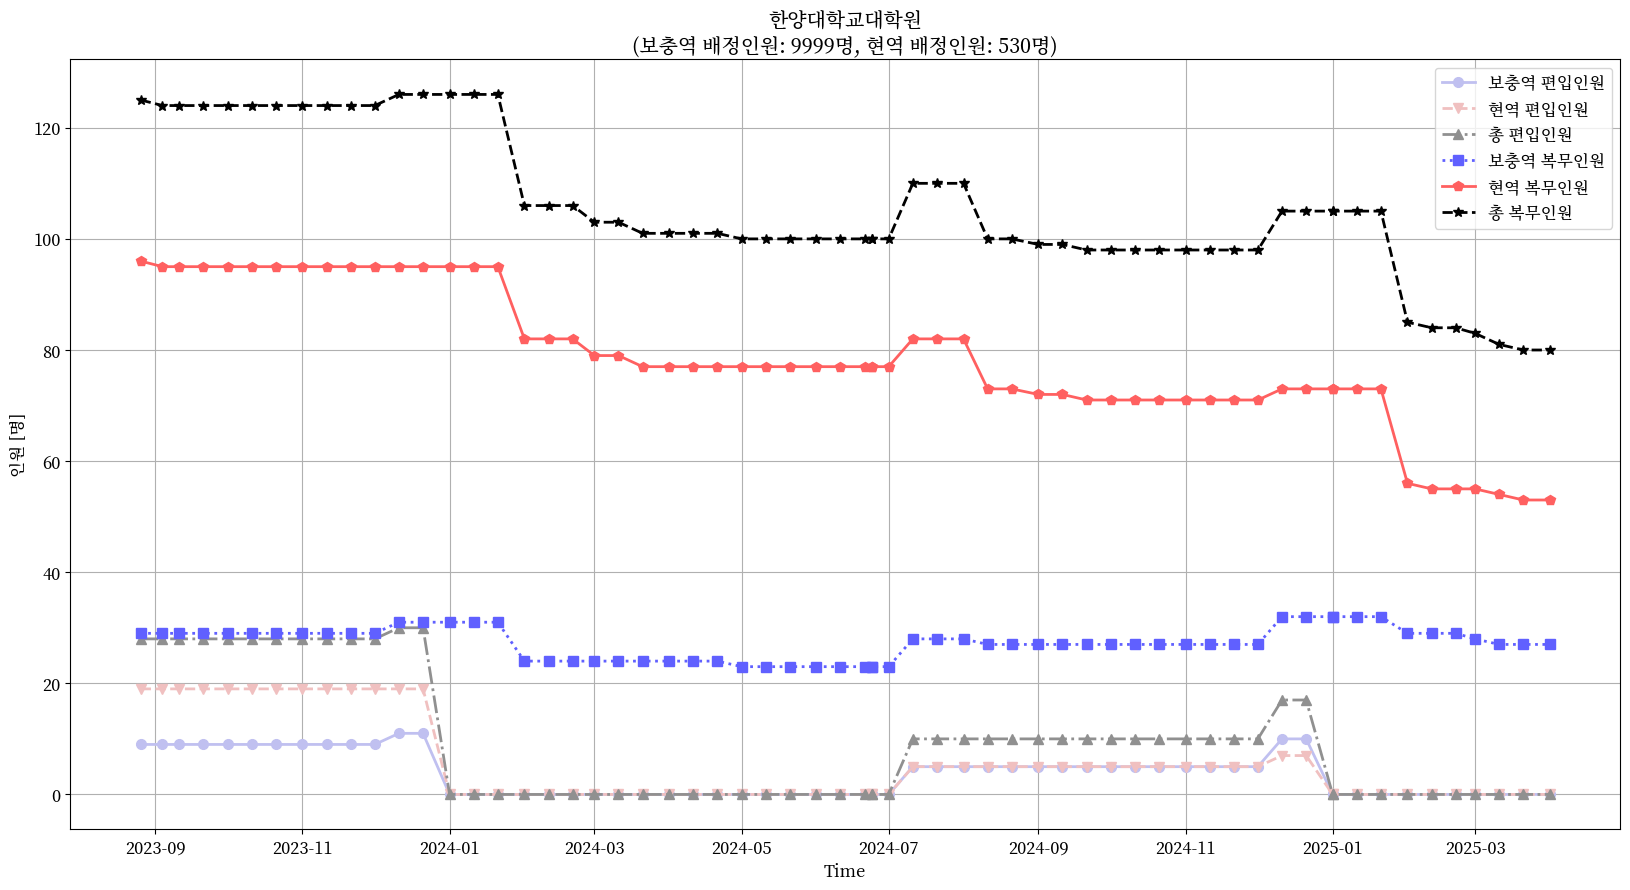 한양대학교대학원
(보충역 배정인원: 9999명, 현역 배정인원: 530명)
보충역 편입인원
현역 편입인원
총 편입인원
보충역 복무인원
현역 복무인원
총 복무인원
인원 [명]
120
100
80
60
40
20
0
2023-09
2023-11
2024-01
2024-03
2024-05
2024-07
2024-09
2024-11
2025-01
2025-03
Time